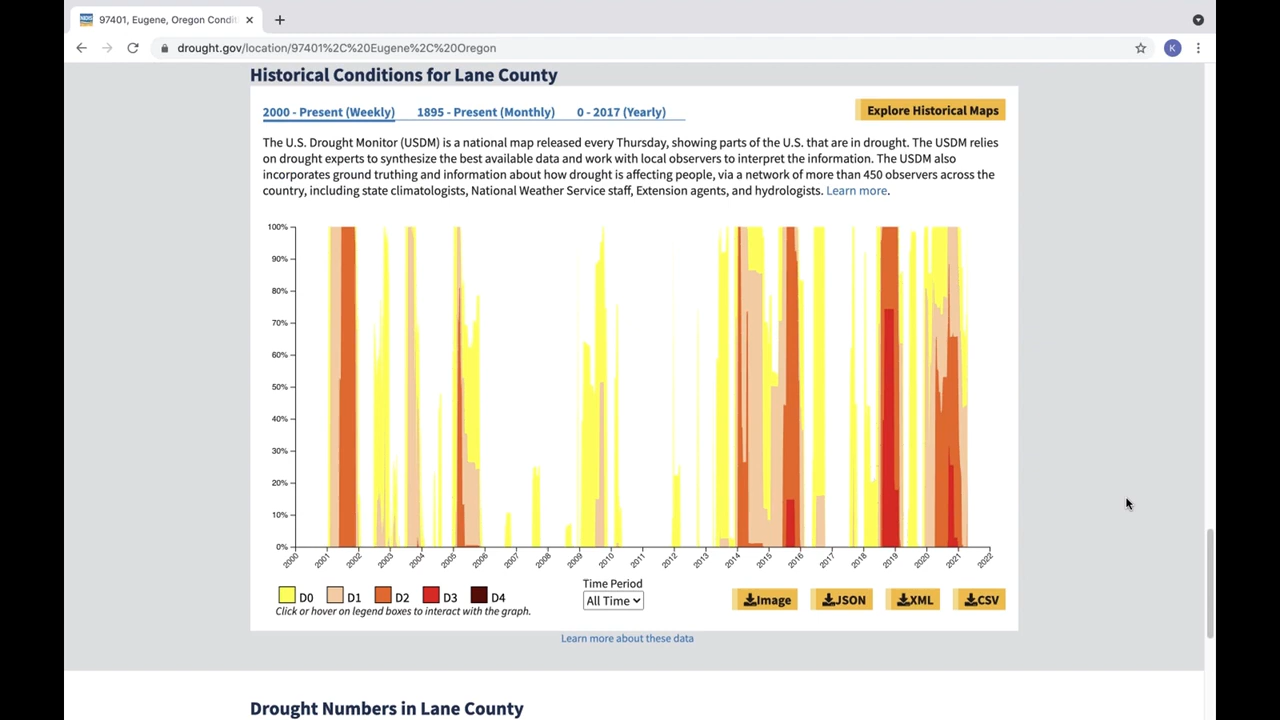 97401, Eugene, Oregon Condit
drought.gov/location/97401%2C%20Eugene%2C%20Oregon
K
Historical Conditions for Lane County
2000 - Present (Weekly) 1895 - Present (Monthly) 0 - 2017 (Yearly)
Explore Historical Maps
The U.S. Drought Monitor (USDM) is a national map released every Thursday, showing parts of the U.S. that are in drought. The USDM relies
on drought experts to synthesize the best available data and work with local observers to interpret the information. The USDM also
incorporates ground truthing and information about how drought is affecting people, via a network of more than 450 observers across the
country, including state climatologists, National Weather Service staff, Extension agents, and hydrologists. Learn more.
100%
90%
80%
70%
60%
50%
40%
30%
20%
10%
0%
2000 2001 2002 2003 2004 2005 2006 2007 2008 2009 2010 2011 2012 2013 2014 2015 2016 2017 2018 2019 2020 2021 2022
D0 D1 D2 D3 D4
Click or hover on legend boxes to interact with the graph.
Time Period
All Time
Image JSON XML CSV
Learn more about these data
Drought Numbers in Lane County